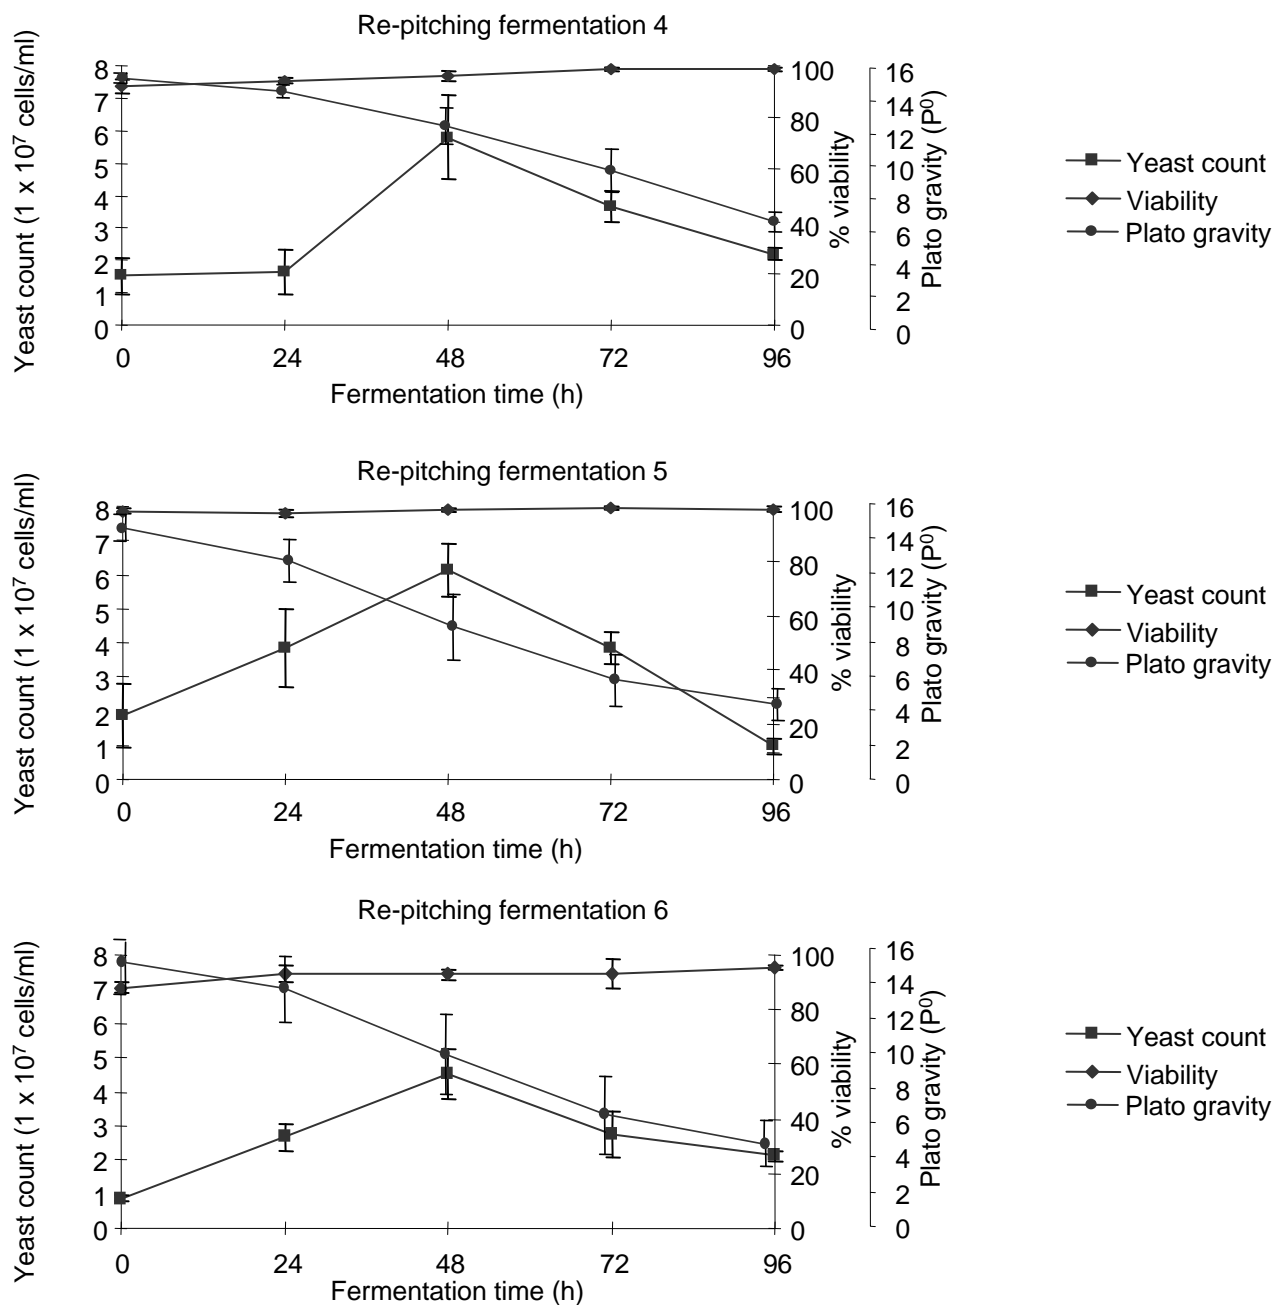 Re-pitching fermentation 4
Yeast count (1 x 10⁷ cells/ml)
8
7
6
5
4
3
2
1
0
0 24 48 72 96
Fermentation time (h)
100
80
60
40
20
0
% viability
16
14
12
10
8
6
4
2
0
Plato gravity (P⁰)
Yeast count
Viability
Plato gravity
Re-pitching fermentation 5
Yeast count (1 x 10⁷ cells/ml)
8
7
6
5
4
3
2
1
0
0 24 48 72 96
Fermentation time (h)
100
80
60
40
20
0
% viability
16
14
12
10
8
6
4
2
0
Plato gravity (P⁰)
Yeast count
Viability
Plato gravity
Re-pitching fermentation 6
Yeast count (1 x 10⁷ cells/ml)
8
7
6
5
4
3
2
1
0
0 24 48 72 96
Fermentation time (h)
100
80
60
40
20
0
% viability
16
14
12
10
8
6
4
2
0
Plato gravity (P⁰)
Yeast count
Viability
Plato gravity